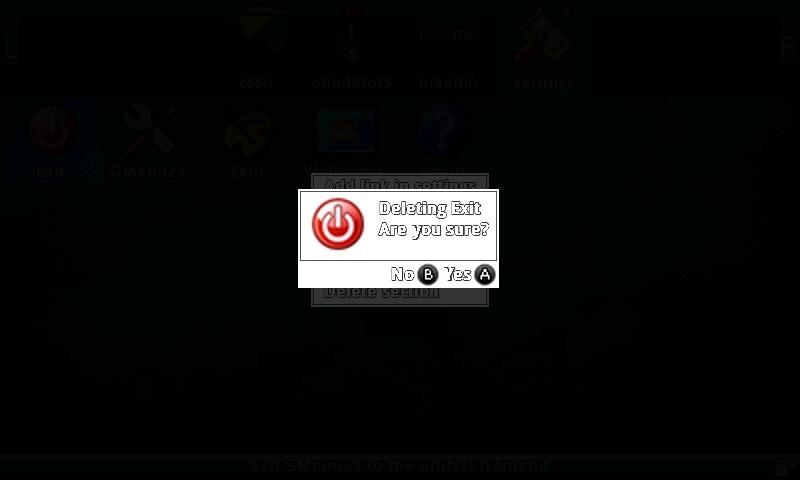 L
maemo
R
cssu emulators maemo settings
Exit GMenu2X Skin Wallpaper About
Add link in settings
Deleting Exit
Are you sure?
No B Yes A
Delete section
Exit GMenu2X to the official frontend